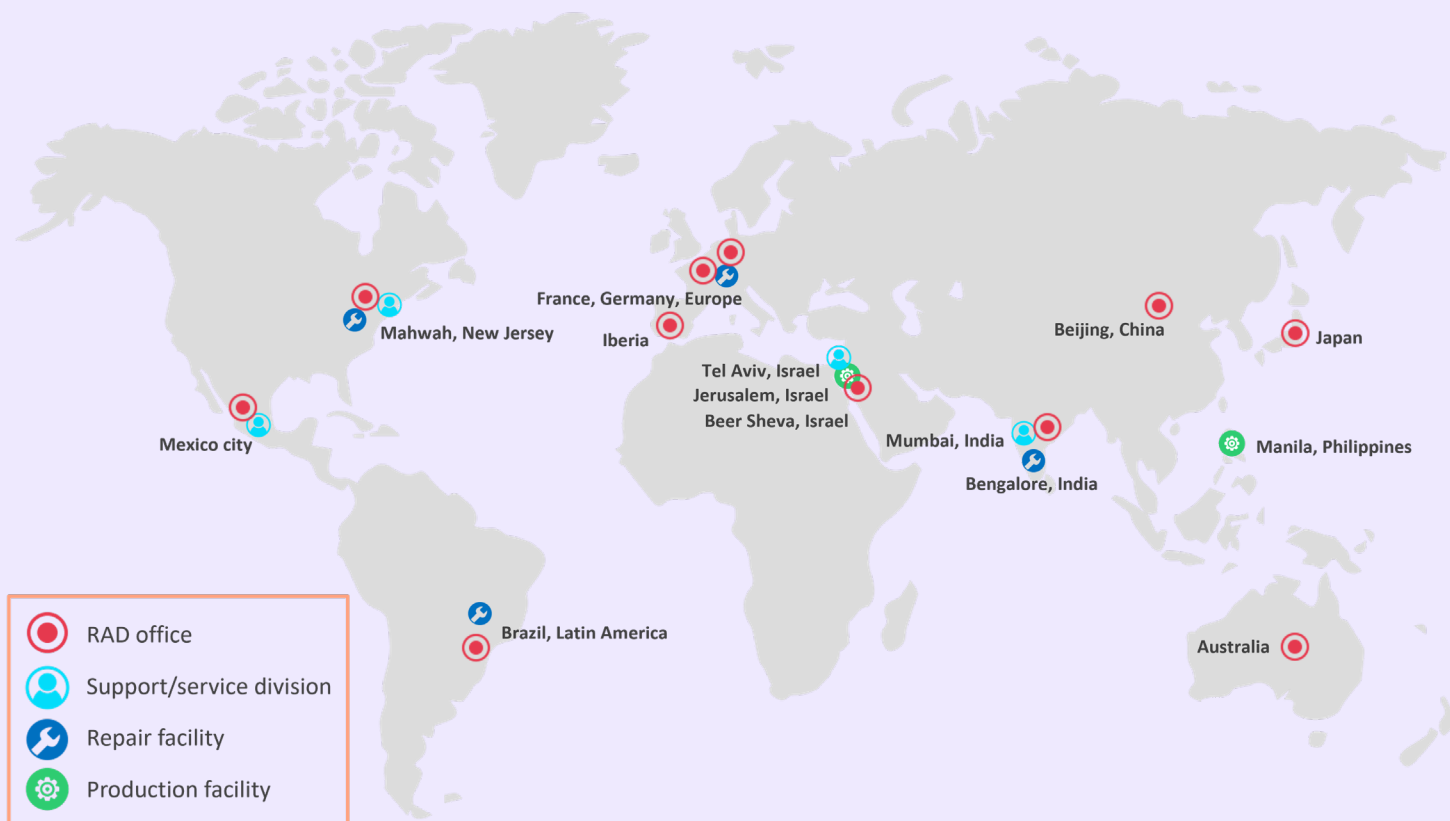 France, Germany, Europe
Mahwah, New Jersey
Iberia
Beijing, China
Japan
Tel Aviv, Israel
Jerusalem, Israel
Beer Sheva, Israel
Mexico city
Mumbai, India
Manila, Philippines
Bengalore, India
Brazil, Latin America
Australia
RAD office
Support/service division
Repair facility
Production facility